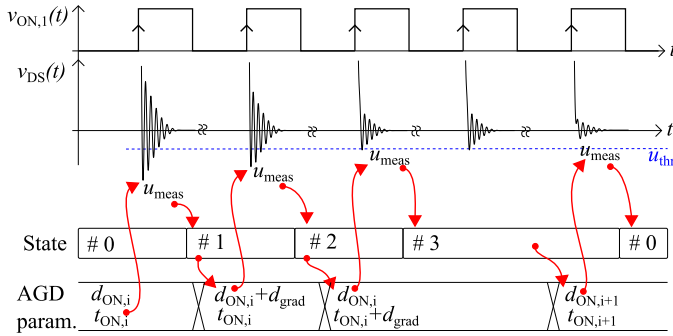 v_ON,1(t)
t
v_DS(t)
t
u_thr
u_meas
u_meas
u_meas
u_meas
State # 0 # 1 # 2 # 3 # 0
AGD d_ON,i d_ON,i+d_grad d_ON,i d_ON,i+1
param. t_ON,i t_ON,i t_ON,i+d_grad t_ON,i+1